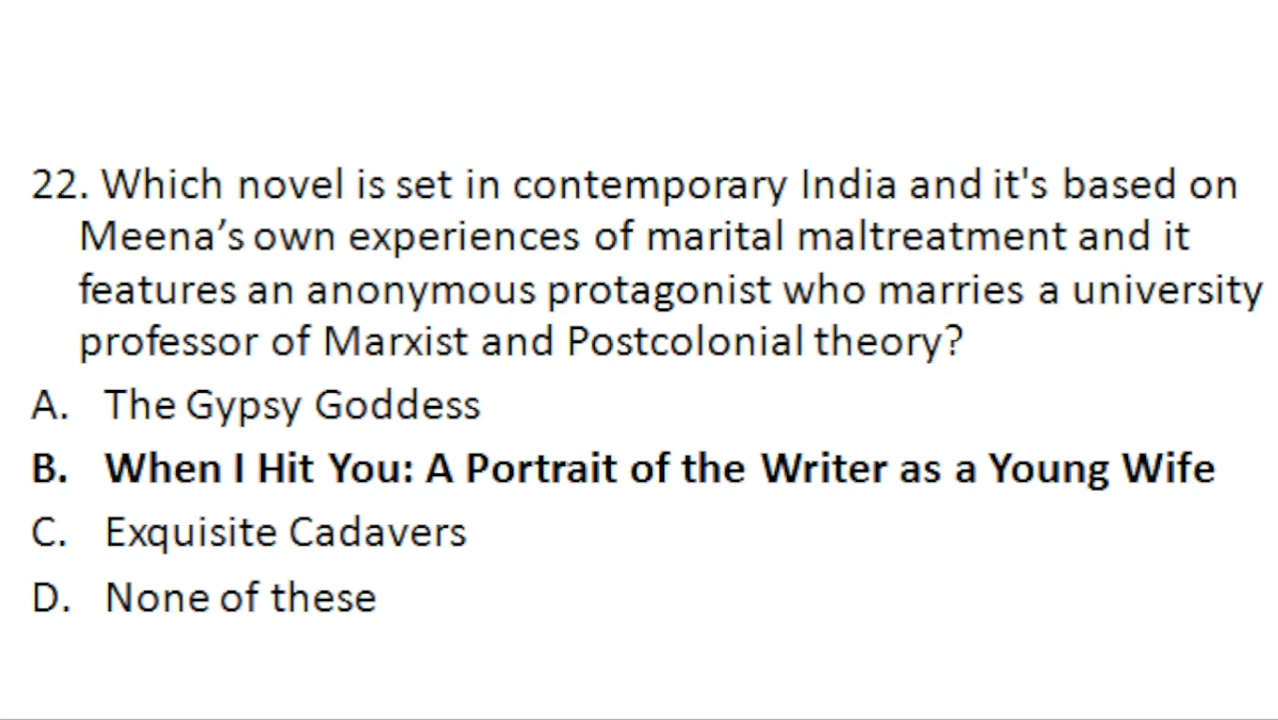 22. Which novel is set in contemporary India and it's based on
Meena’s own experiences of marital maltreatment and it
features an anonymous protagonist who marries a university
professor of Marxist and Postcolonial theory?
A. The Gypsy Goddess
B. When I Hit You: A Portrait of the Writer as a Young Wife
C. Exquisite Cadavers
D. None of these